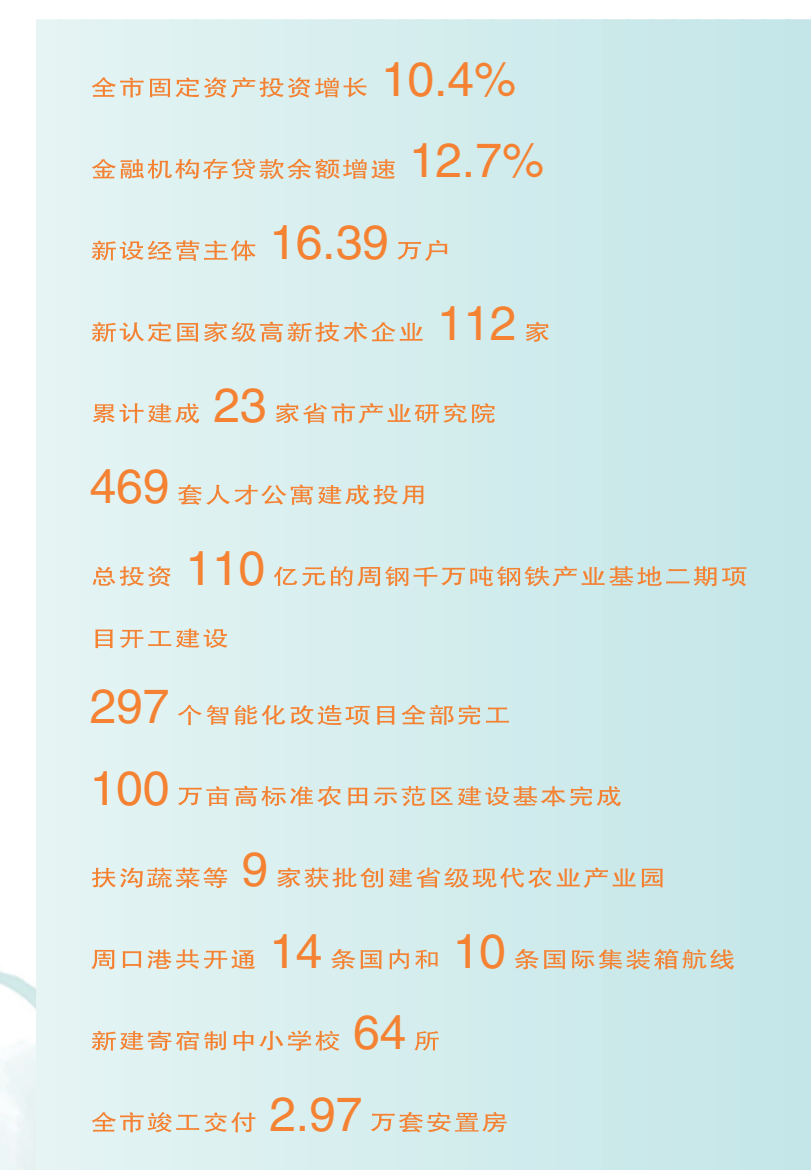 全市固定资产投资增长 10.4%
金融机构存贷款余额增速 12.7%
新设经营主体 16.39 万户
新认定国家级高新技术企业 112 家
累计建成 23 家省市产业研究院
469 套人才公寓建成投用
总投资 110 亿元的周钢千万吨钢铁产业基地二期项
目开工建设
297 个智能化改造项目全部完工
100 万亩高标准农田示范区建设基本完成
扶沟蔬菜等 9 家获批创建省级现代农业产业园
周口港共开通 14 条国内和 10 条国际集装箱航线
新建寄宿制中小学校 64 所
全市竣工交付 2.97 万套安置房